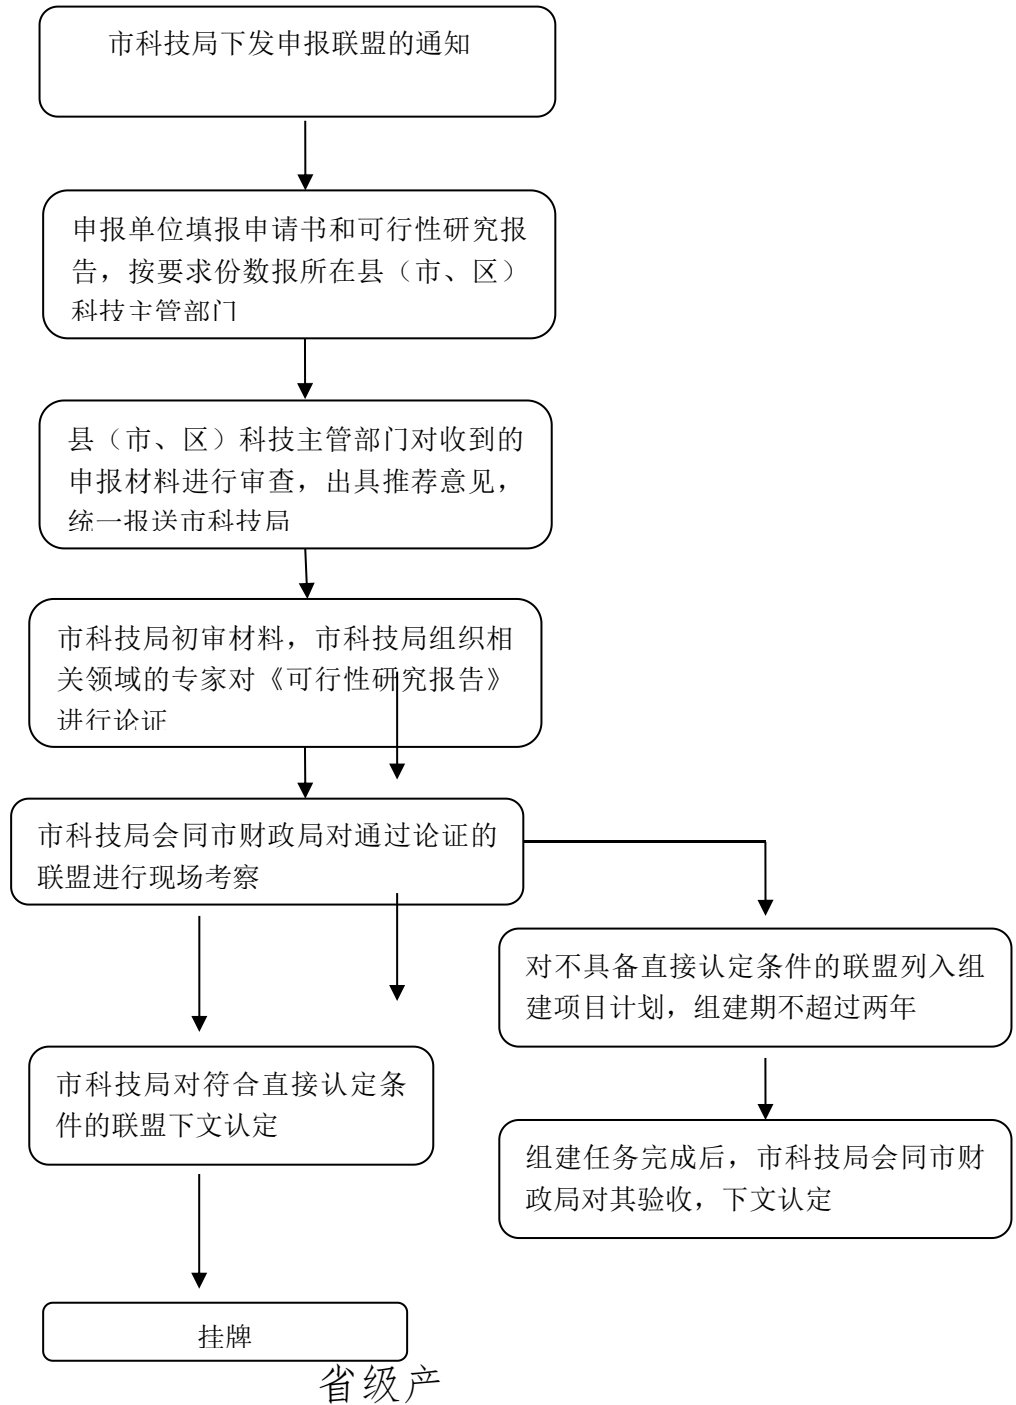 市科技局下发申报联盟的通知
申报单位填报申请书和可行性研究报
告，按要求份数报所在县（市、区）
科技主管部门
县（市、区）科技主管部门对收到的
申报材料进行审查，出具推荐意见，
统一报送市科技局
市科技局初审材料，市科技局组织相
关领域的专家对《可行性研究报告》
进行论证
市科技局会同市财政局对通过论证的
联盟进行现场考察
对不具备直接认定条件的联盟列入组
建项目计划，组建期不超过两年
市科技局对符合直接认定条
件的联盟下文认定
组建任务完成后，市科技局会同市财
政局对其验收，下文认定
挂牌
省级产